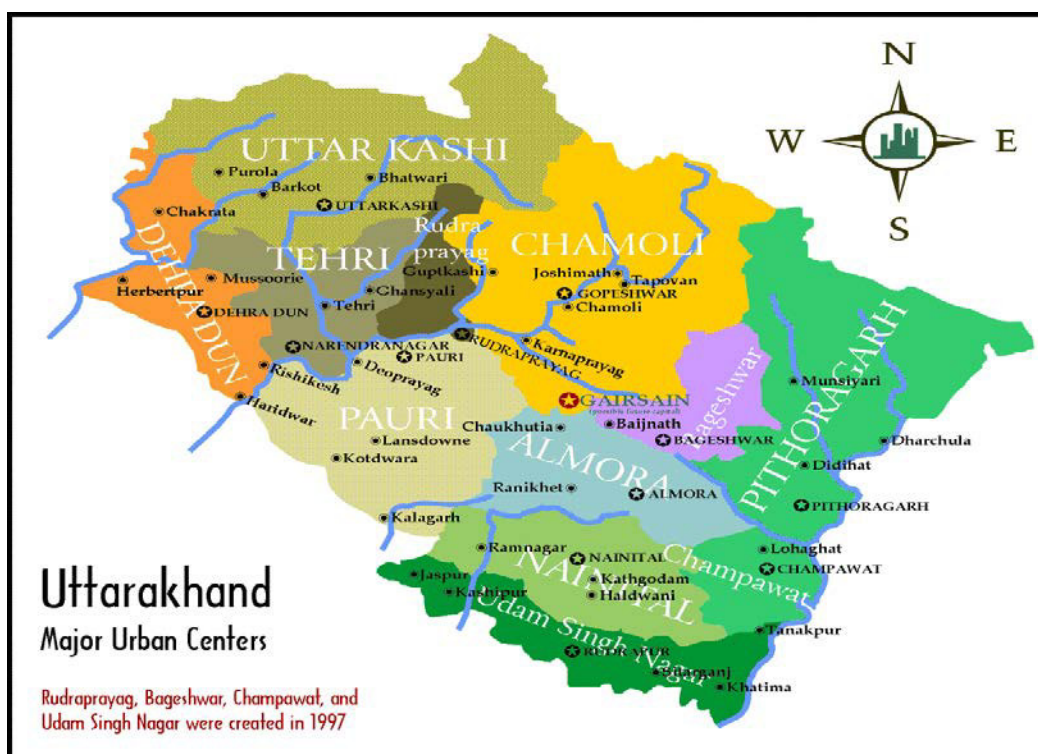 N
W
E
S
UTTAR KASHI
Purola
Barkot
Bhatwari
UTTARKASHI
Chakrata
DEHRADUN
Herbertpur
Mussoorie
DEHRA DUN
TEHRI
Tehri
Ghansyali
NARENDRANAGAR
Rudra
prayag
Guptkashi
RUDRAPRAYAG
CHAMOLI
Joshimath
Tapovan
GOPESHWAR
Chamoli
Karnaprayag
GAIRSAIN
(possible future capital)
Rishikesh
Haridwar
Deoprayag
PAURI
PAURI
Lansdowne
Kotdwara
Kalagarh
Chaukhutia
ALMORA
Ranikhet
ALMORA
Bageshwar
Baijnath
BAGESHWAR
PITHORAGARH
Munsiyari
Dharchula
Didihat
PITHORAGARH
Lohaghat
CHAMPAWAT
Champawat
Tanakpur
Ramnagar
NAINITAL
NAINITAL
Kathgodam
Haldwani
Jaspur
Kashipur
Udam Singh Nagar
RUDRAPUR
Sitarganj
Khatima
Uttarakhand
Major Urban Centers
Rudraprayag, Bageshwar, Champawat, and
Udam Singh Nagar were created in 1997